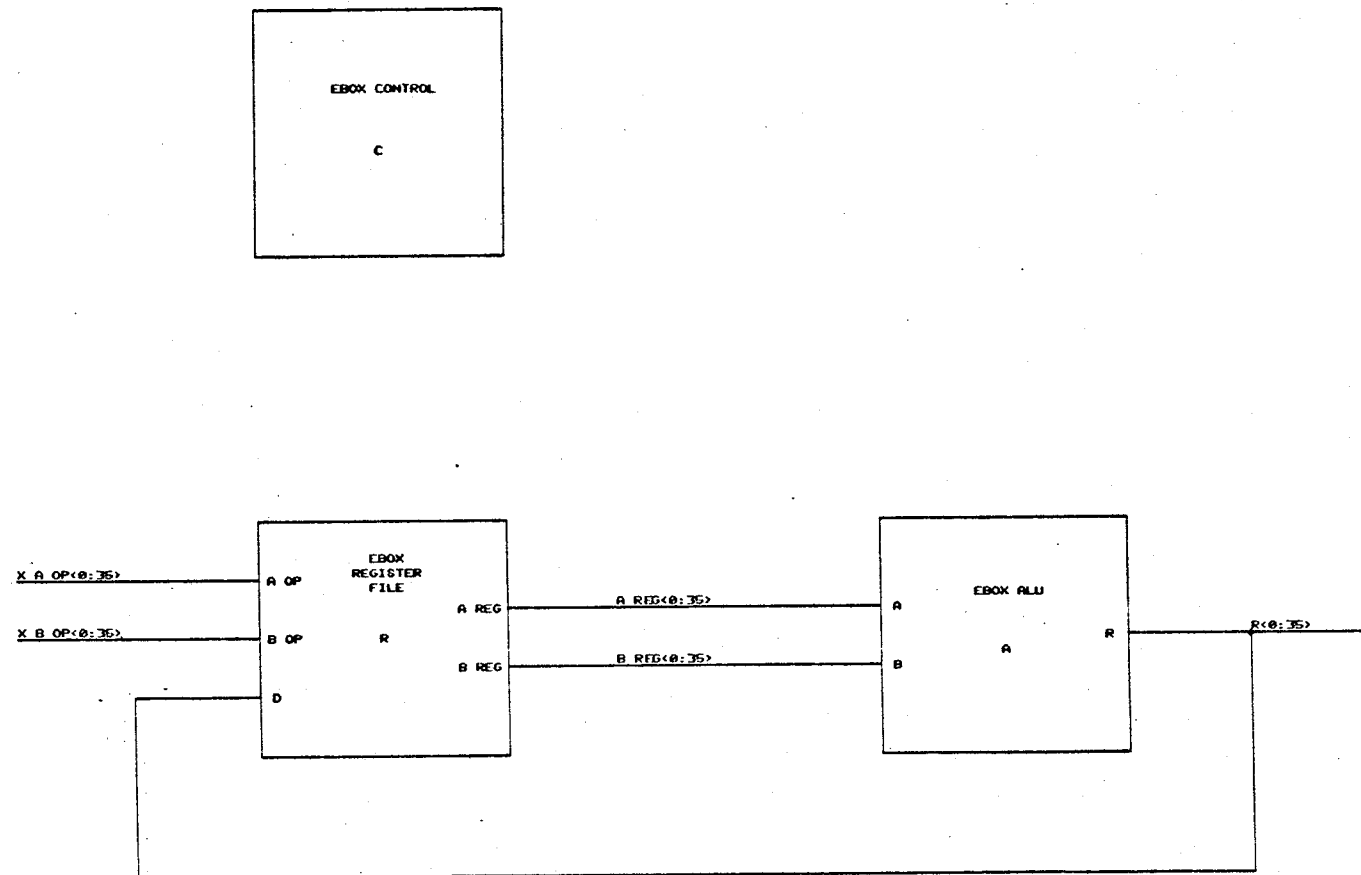 EBOX CONTROL
C
EBOX
REGISTER
FILE
R
X A OP<0:35>
A OP
X B OP<0:35>
B OP
D
A REG
B REG
A REG<0:35>
B REG<0:35>
EBOX ALU
A
A
B
R
R<0:35>